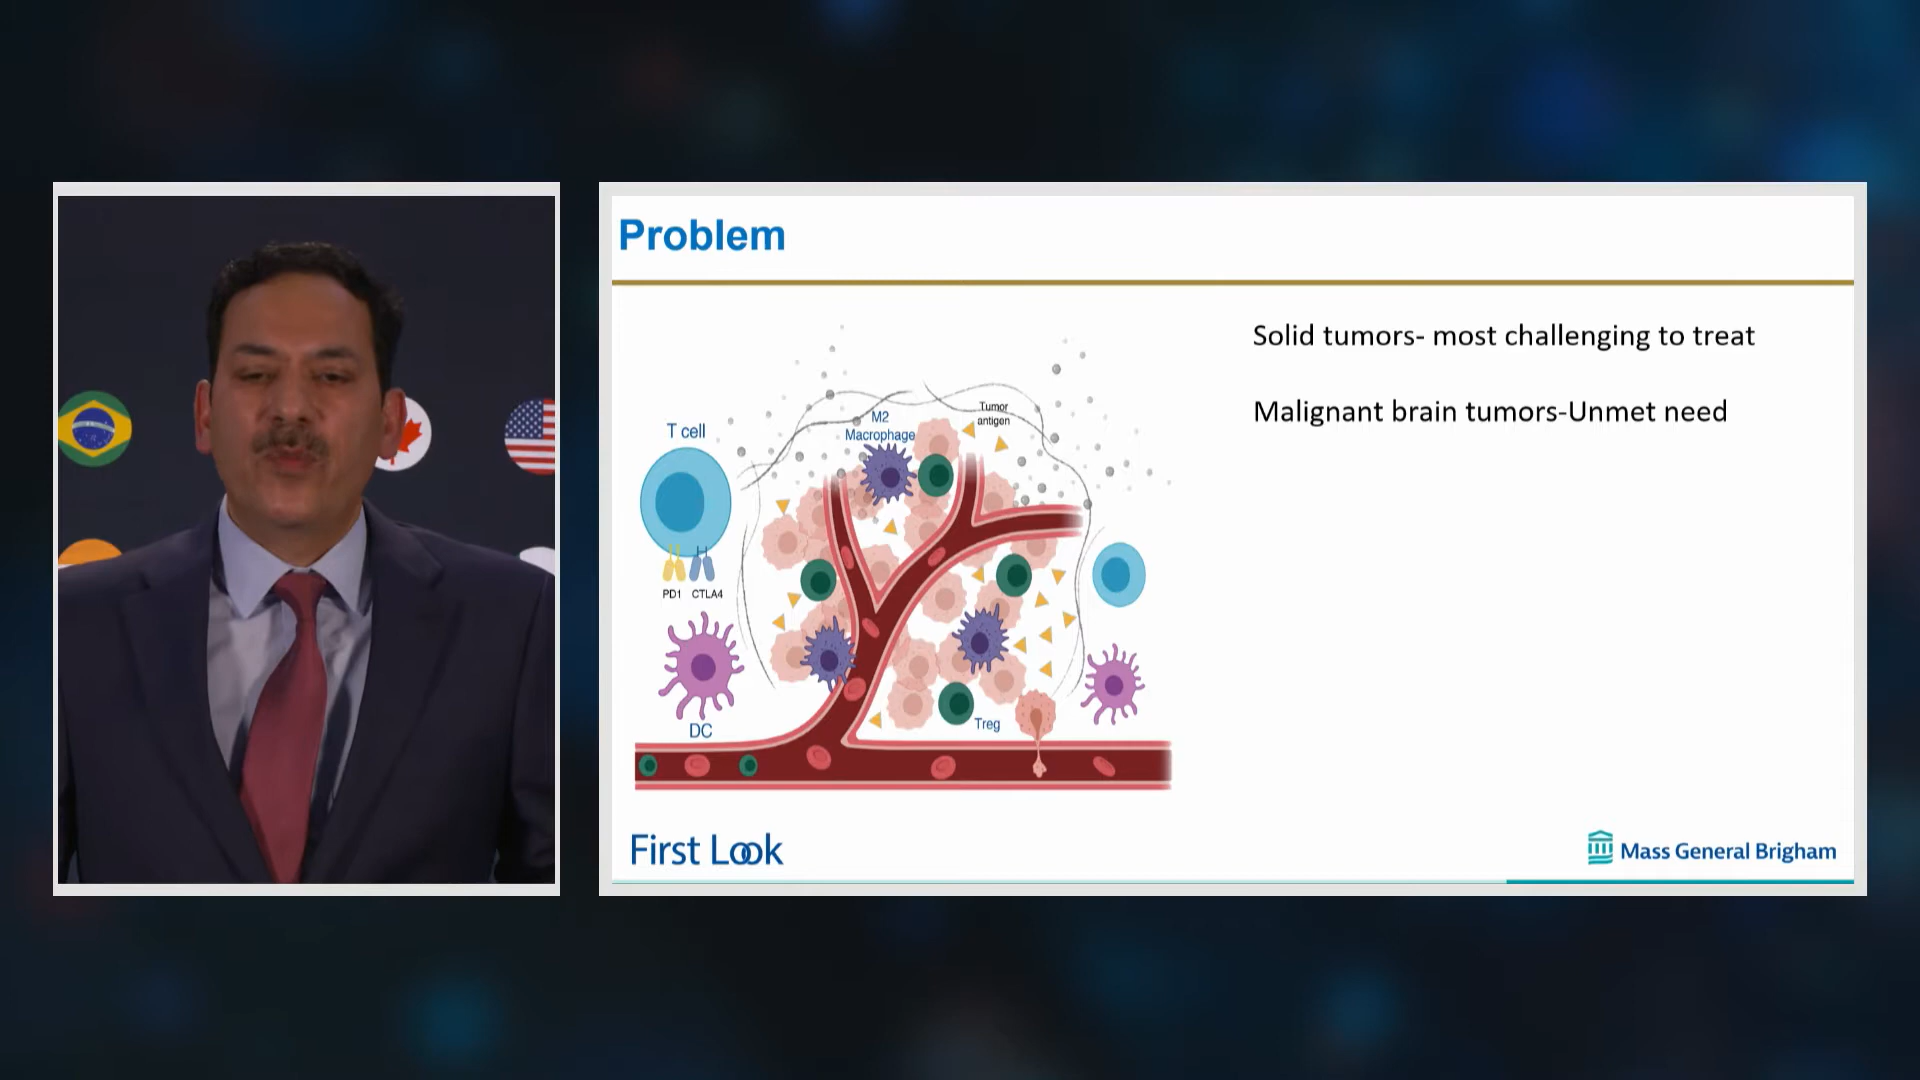 Problem
Solid tumors- most challenging to treat
Malignant brain tumors-Unmet need
T cell
M2
Macrophage
Tumor
antigen
PD1 CTLA4
DC
Treg
First Look
Mass General Brigham